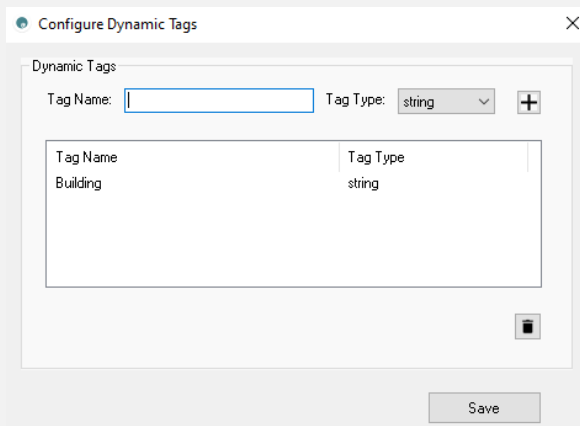 Configure Dynamic Tags
Dynamic Tags
Tag Name: Tag Type: string
Tag Name Tag Type
Building string
Save